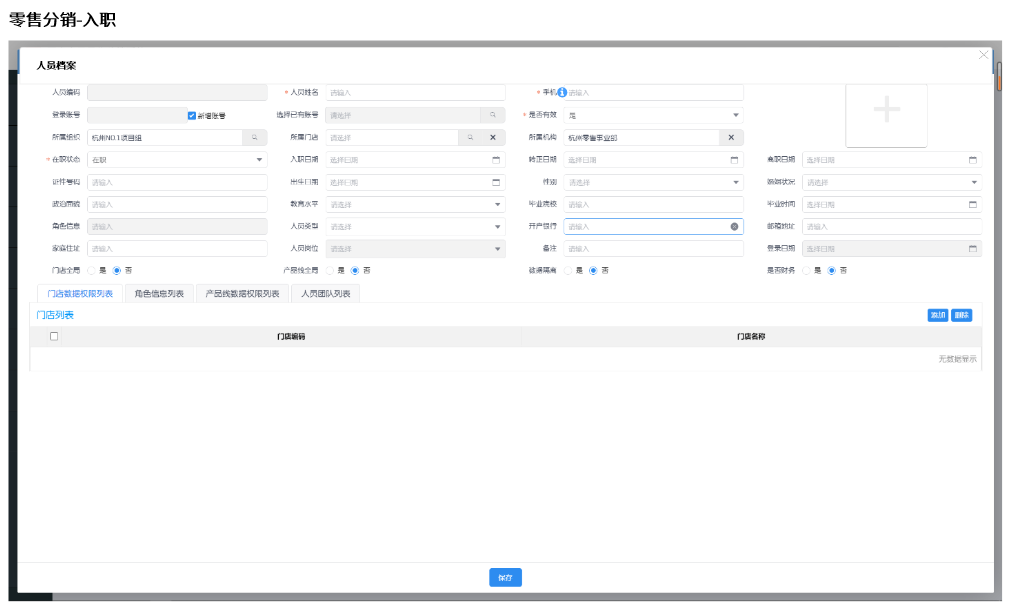 零售分销-入职
人员档案
人员编码 * 人员姓名 请输入 * 手机 请输入
登录账号 新增账号 选择已有账号 请选择 * 是否有效 是
所属组织 杭州NO.1项目组 所属门店 请选择 所属机构 杭州零售事业部
* 在职状态 在职 入职日期 选择日期 转正日期 选择日期 离职日期 选择日期
证件号码 请输入 出生日期 选择日期 性别 请选择 婚姻状况 请选择
政治面貌 请输入 教育水平 请选择 毕业院校 请输入 毕业时间 选择日期
角色信息 请输入 人员类型 请选择 开户银行 请输入 邮箱地址 请输入
家庭住址 请输入 人员岗位 请选择 备注 请输入 登录日期 选择日期
门店全局 是 否 产品线全局 是 否 数据隔离 是 否 是否财务 是 否
门店数据权限列表 角色信息列表 产品线数据权限列表 人员团队列表
门店列表 添加 删除
门店编码 门店名称
无数据显示
保存